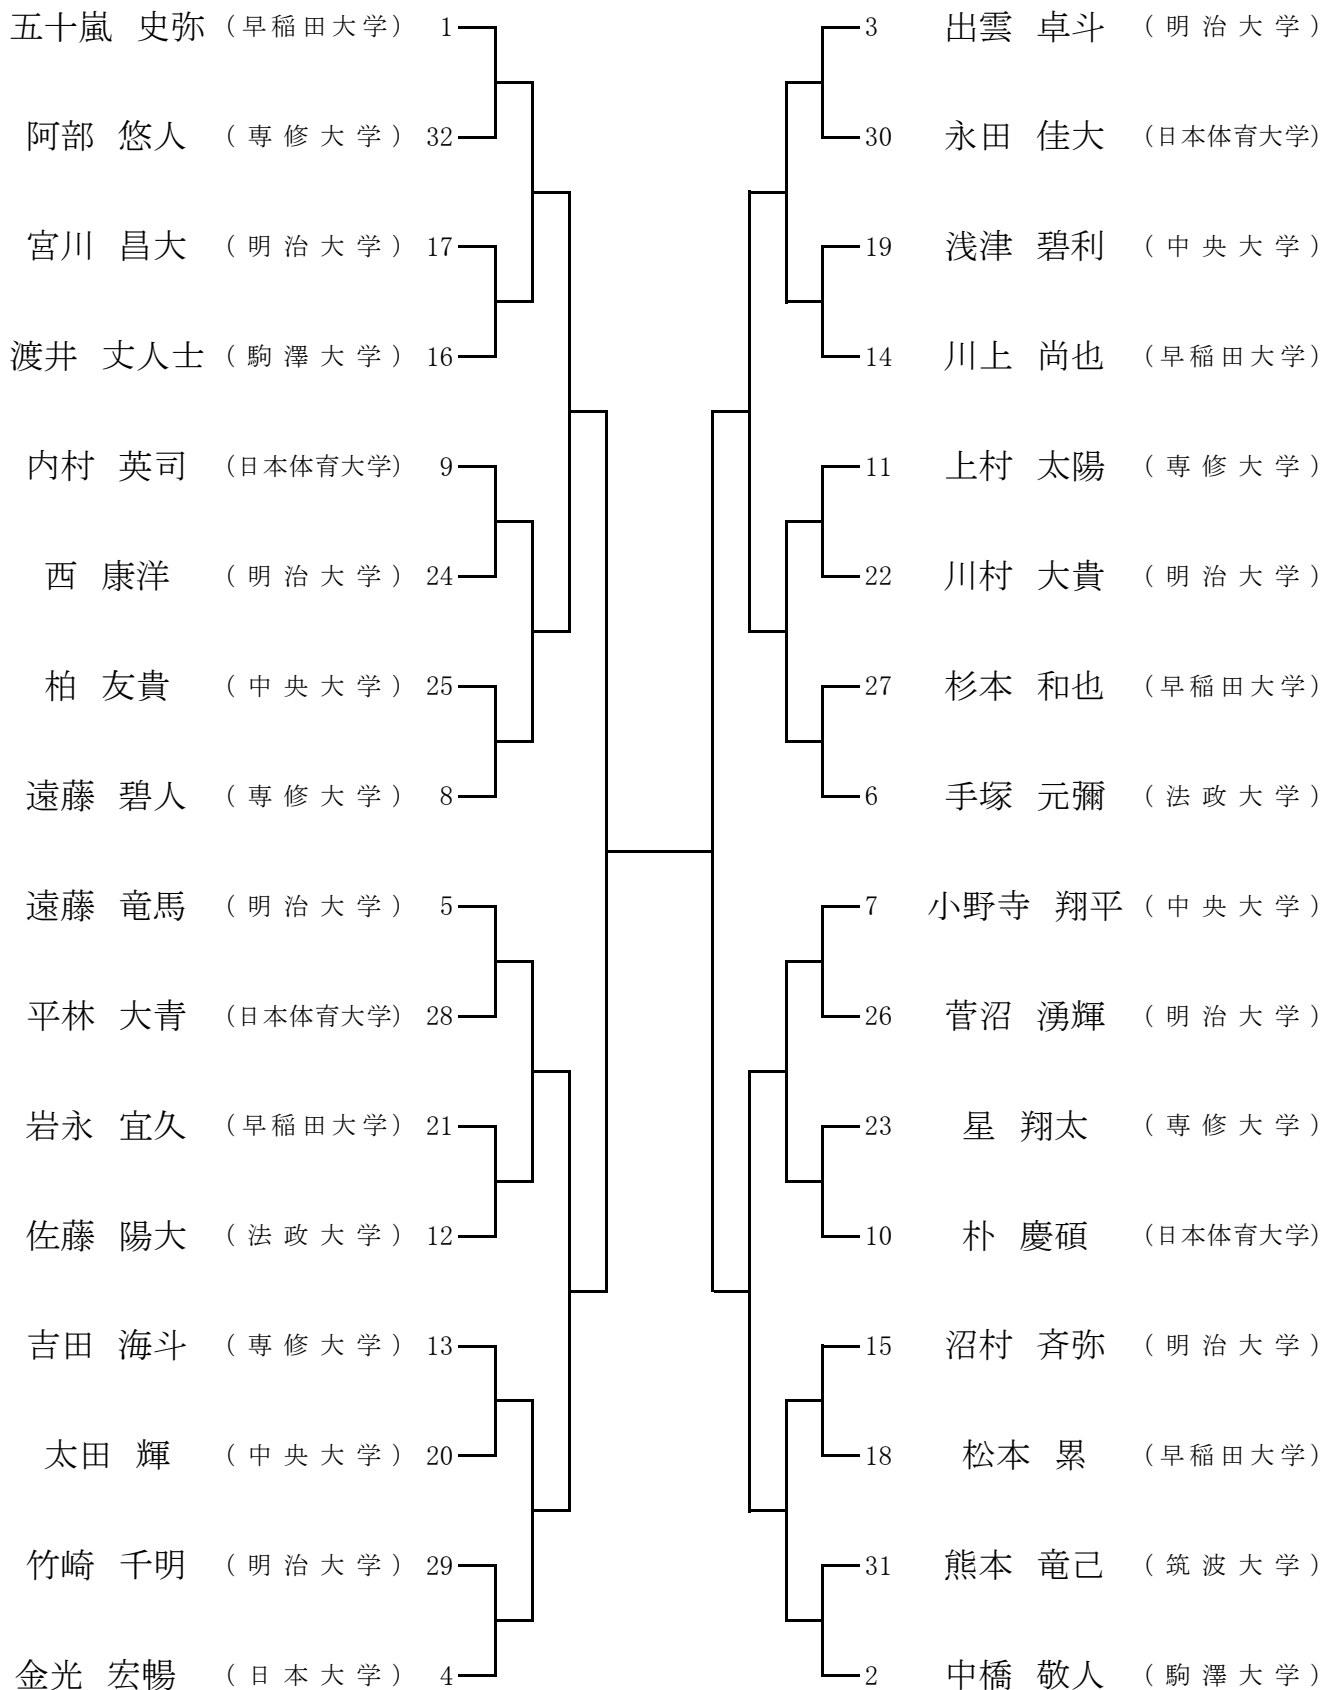 五十嵐 史弥 (早稲田大学) 1
阿部 悠人 (専修大学) 32
宮川 昌大 (明治大学) 17
渡井 丈人士 (駒澤大学) 16
内村 英司 (日本体育大学) 9
西 康洋 (明治大学) 24
柏 友貴 (中央大学) 25
遠藤 碧人 (専修大学) 8
遠藤 竜馬 (明治大学) 5
平林 大青 (日本体育大学) 28
岩永 宜久 (早稲田大学) 21
佐藤 陽大 (法政大学) 12
吉田 海斗 (専修大学) 13
太田 輝 (中央大学) 20
竹崎 千明 (明治大学) 29
金光 宏暢 (日本大学) 4
3 出雲 卓斗 (明治大学)
30 永田 佳大 (日本体育大学)
19 浅津 碧利 (中央大学)
14 川上 尚也 (早稲田大学)
11 上村 太陽 (専修大学)
22 川村 大貴 (明治大学)
27 杉本 和也 (早稲田大学)
6 手塚 元彌 (法政大学)
7 小野寺 翔平 (中央大学)
26 菅沼 湧輝 (明治大学)
23 星 翔太 (専修大学)
10 朴 慶碩 (日本体育大学)
15 沼村 斉弥 (明治大学)
18 松本 累 (早稲田大学)
31 熊本 竜己 (筑波大学)
2 中橋 敬人 (駒澤大学)